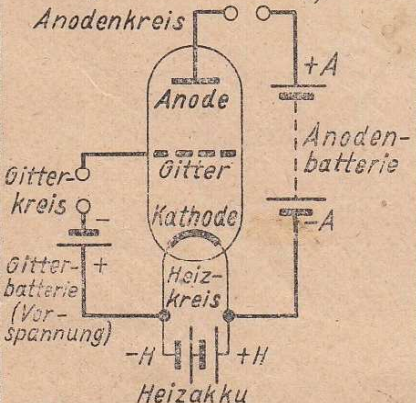 Anodenkreis
+A
Anode
Anoden-
batterie
Gitter
Gitter-
kreis
Kathode
-
-A
+
Gitter-
batterie
(Vor-
spannung)
Heiz-
kreis
-H
+H
Heizakku